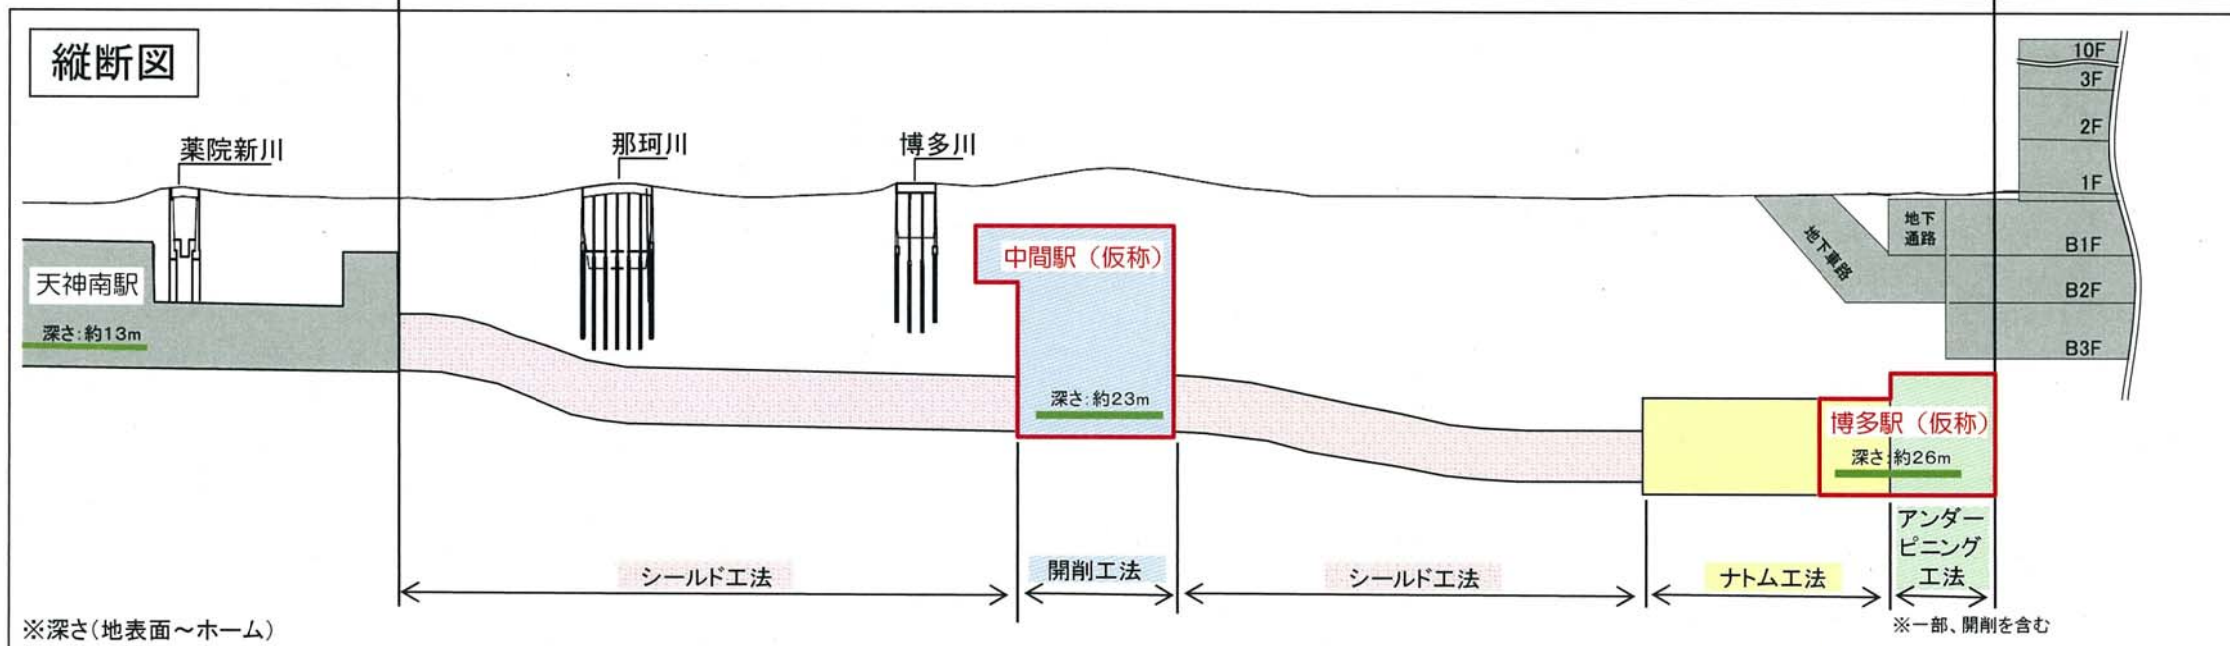 縦断図
薬院新川
那珂川
博多川
10F
3F
2F
1F
地下
通路
地下車路
B1F
B2F
B3F
天神南駅
深さ:約13m
中間駅（仮称）
深さ:約23m
博多駅（仮称）
深さ:約26m
シールド工法
開削工法
シールド工法
ナトム工法
アンダー
ピニング
工法
※深さ(地表面～ホーム)
※一部、開削を含む